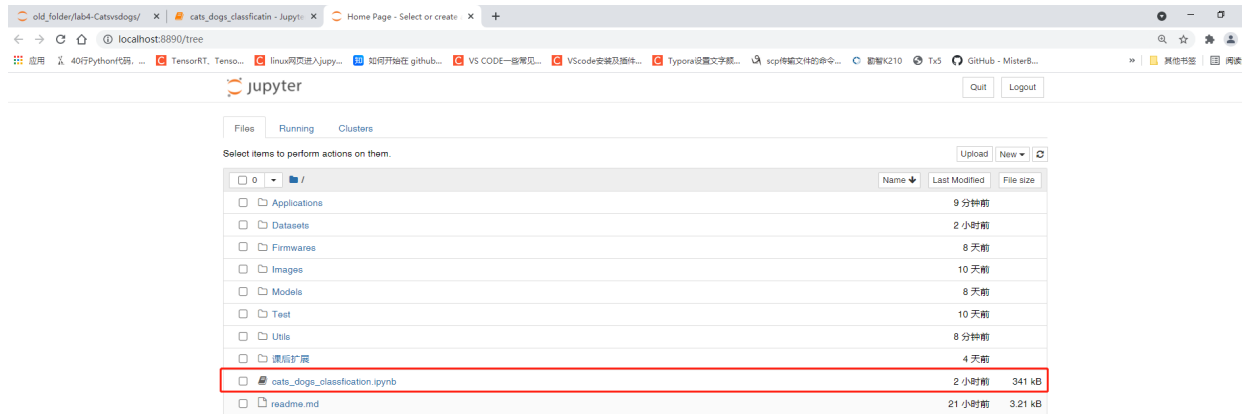 old_folder/lab4-Catsvsdogs/ cats_dogs_classficatin - Jupyte Home Page - Select or create
localhost:8890/tree
应用 40行Python代码, ... TensorRT、Tenso... linux网页进入jupy... 如何开始在 github... VS CODE一些常见... VScode安装及插件... Typora设置文字颜... scp传输文件的命令... 勘智K210 Tx5 GitHub - MisterB... » 其他书签 阅读
jupyter Quit Logout
Files Running Clusters
Select items to perform actions on them. Upload New
0 / Name Last Modified File size
Applications 9 分钟前
Datasets 2 小时前
Firmwares 8 天前
Images 10 天前
Models 8 天前
Test 10 天前
Utils 8分钟前
课后扩展 4 天前
cats_dogs_classfication.ipynb 2 小时前 341 kB
readme.md 21 小时前 3.21 kB